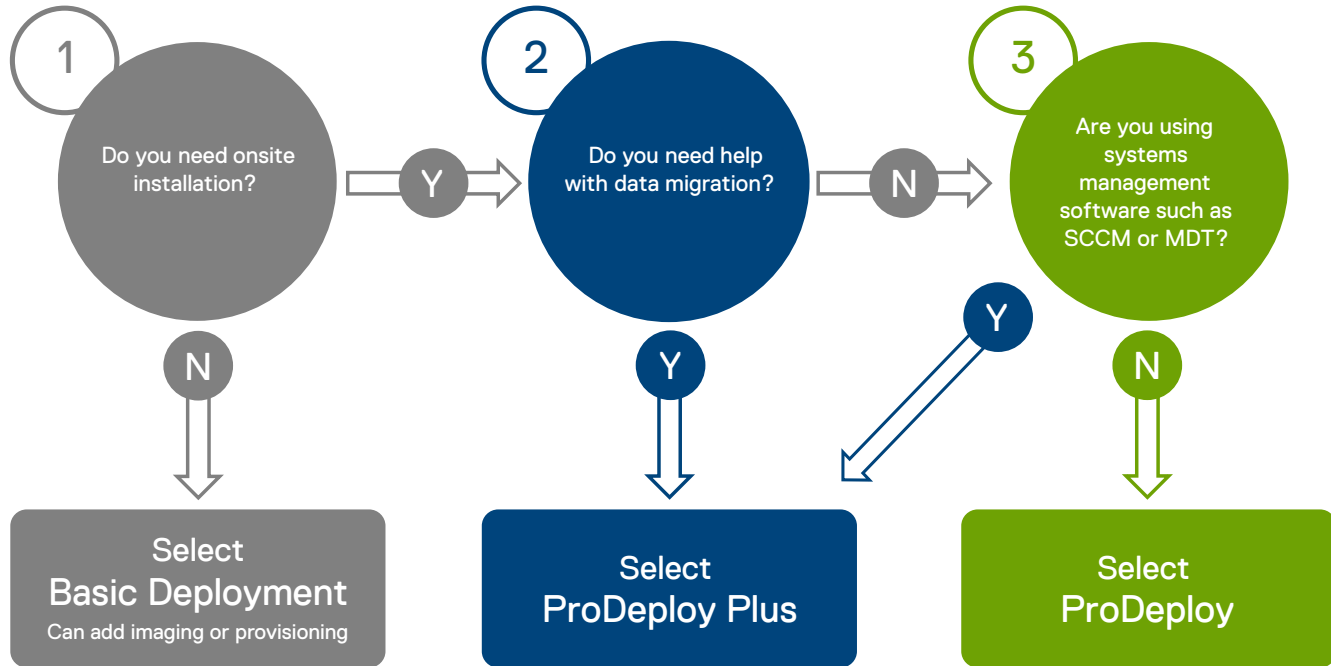 1
Do you need onsite
installation?
Y
2
Do you need help
with data migration?
N
3
Are you using
systems
management
software such as
SCCM or MDT?
N
Y
Y
N
Select
Basic Deployment
Can add imaging or provisioning
Select
ProDeploy Plus
Select
ProDeploy